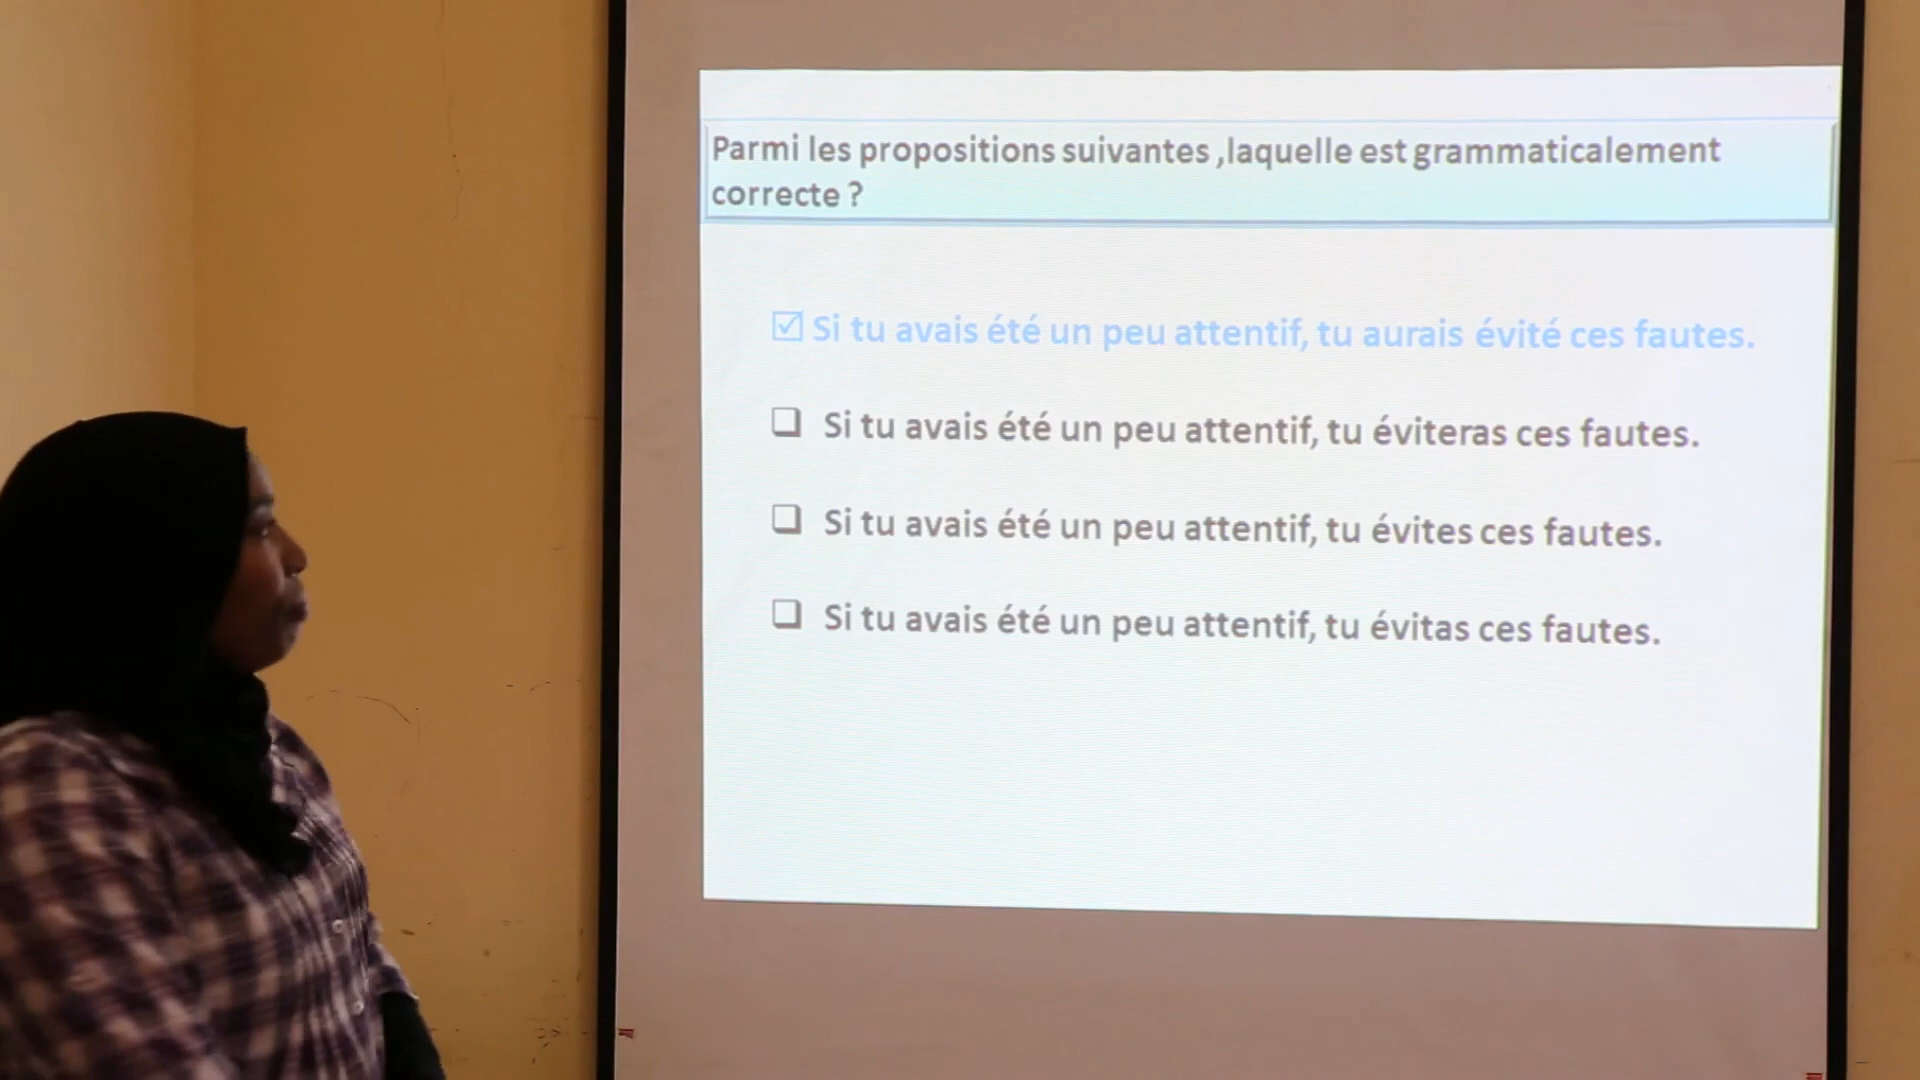 Parmi les propositions suivantes ,laquelle est grammaticalement
correcte ?
☑ Si tu avais été un peu attentif, tu aurais évité ces fautes.
❑ Si tu avais été un peu attentif, tu éviteras ces fautes.
❑ Si tu avais été un peu attentif, tu évites ces fautes.
❑ Si tu avais été un peu attentif, tu évitas ces fautes.